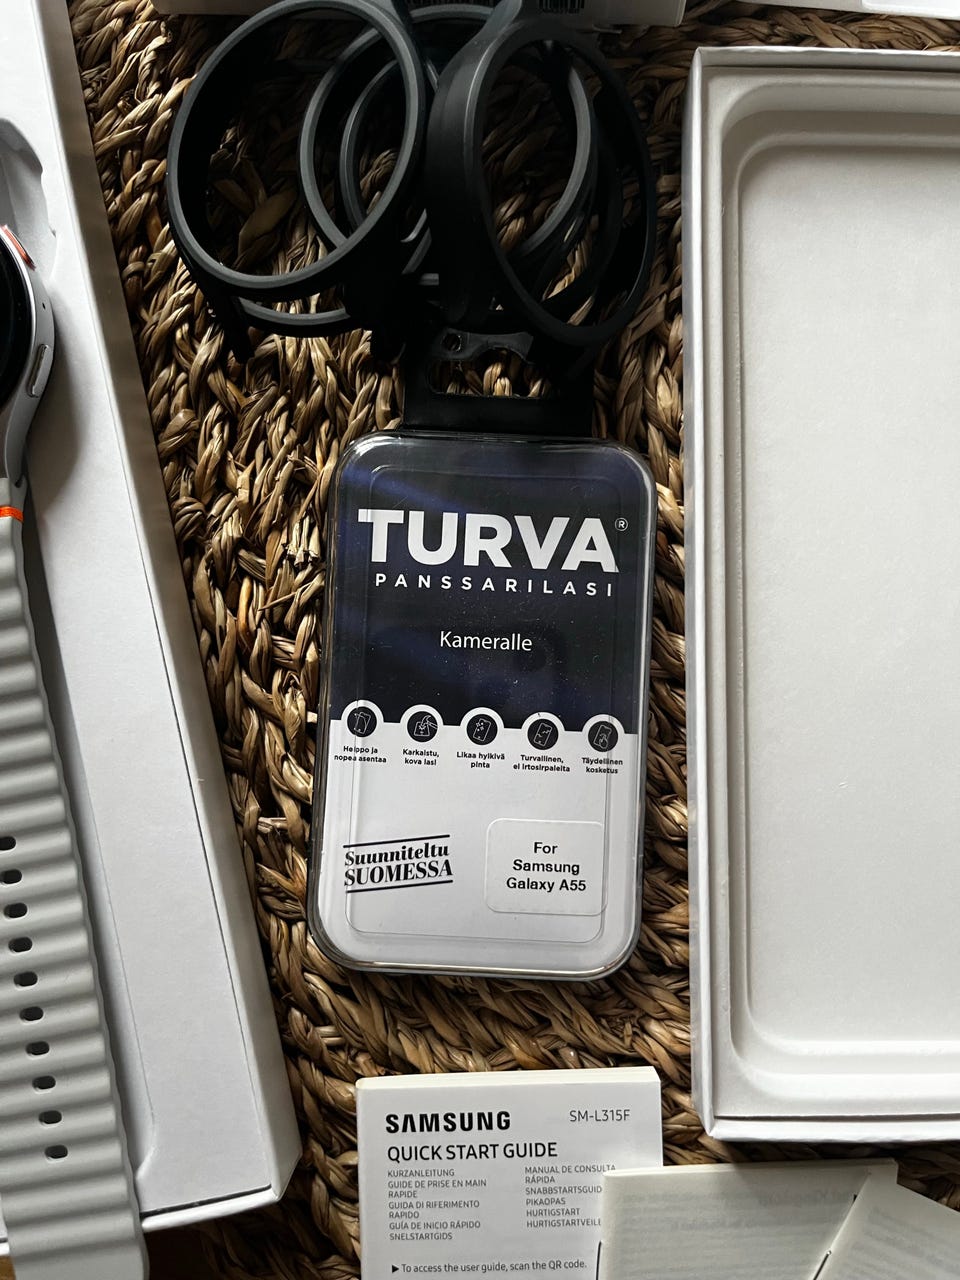 TURVA®
PANSSARILASI
Kameralle
Helppo ja
nopea asentaa
Karkaistu,
kova lasi
Likaa hylkivä
pinta
Turvallinen,
ei irtosirpaleita
Täydellinen
kosketus
Suunniteltu
SUOMESSA
For
Samsung
Galaxy A55
SAMSUNG
SM-L315F
QUICK START GUIDE
KURZANLEITUNG
GUIDE DE PRISE EN MAIN
RAPIDE
GUIDA DI RIFERIMENTO
RAPIDO
GUÍA DE INICIO RÁPIDO
SNELSTARTGIDS
MANUAL DE CONSULTA
RÁPIDA
SNABBSTARTSGUID
PIKAOPAS
HURTIGSTART
HURTIGSTARTVEILE
▶ To access the user guide, scan the QR code.